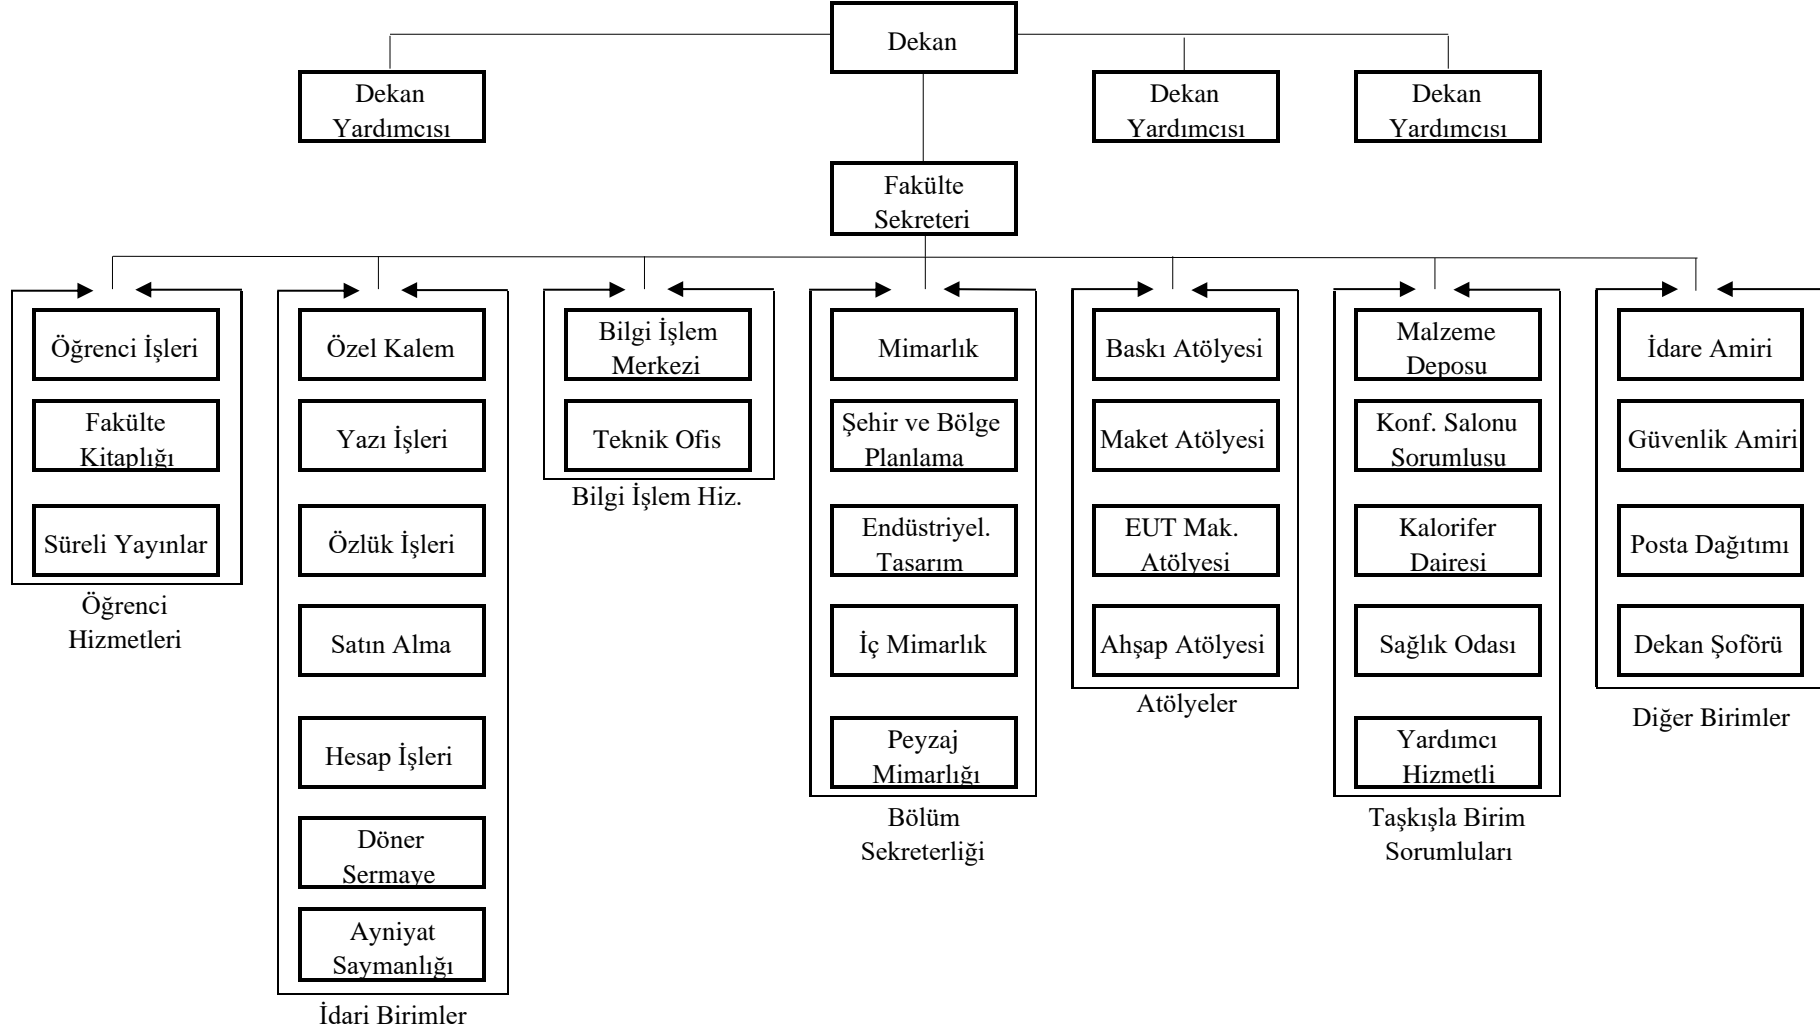 Dekan
Dekan
Yardımcısı
Dekan
Yardımcısı
Dekan
Yardımcısı
Fakülte
Sekreteri
Öğrenci İşleri
Fakülte
Kitaplığı
Süreli Yayınlar
Öğrenci
Hizmetleri
Özel Kalem
Yazı İşleri
Özlük İşleri
Satın Alma
Hesap İşleri
Döner
Sermaye
Ayniyat
Saymanlığı
İdari Birimler
Bilgi İşlem
Merkezi
Teknik Ofis
Bilgi İşlem Hiz.
Mimarlık
Şehir ve Bölge
Planlama
Endüstriyel.
Tasarım
İç Mimarlık
Peyzaj
Mimarlığı
Bölüm
Sekreterliği
Baskı Atölyesi
Maket Atölyesi
EUT Mak.
Atölyesi
Ahşap Atölyesi
Atölyeler
Malzeme
Deposu
Konf. Salonu
Sorumlusu
Kalorifer
Dairesi
Sağlık Odası
Yardımcı
Hizmetli
Taşkışla Birim
Sorumluları
İdare Amiri
Güvenlik Amiri
Posta Dağıtımı
Dekan Şoförü
Diğer Birimler